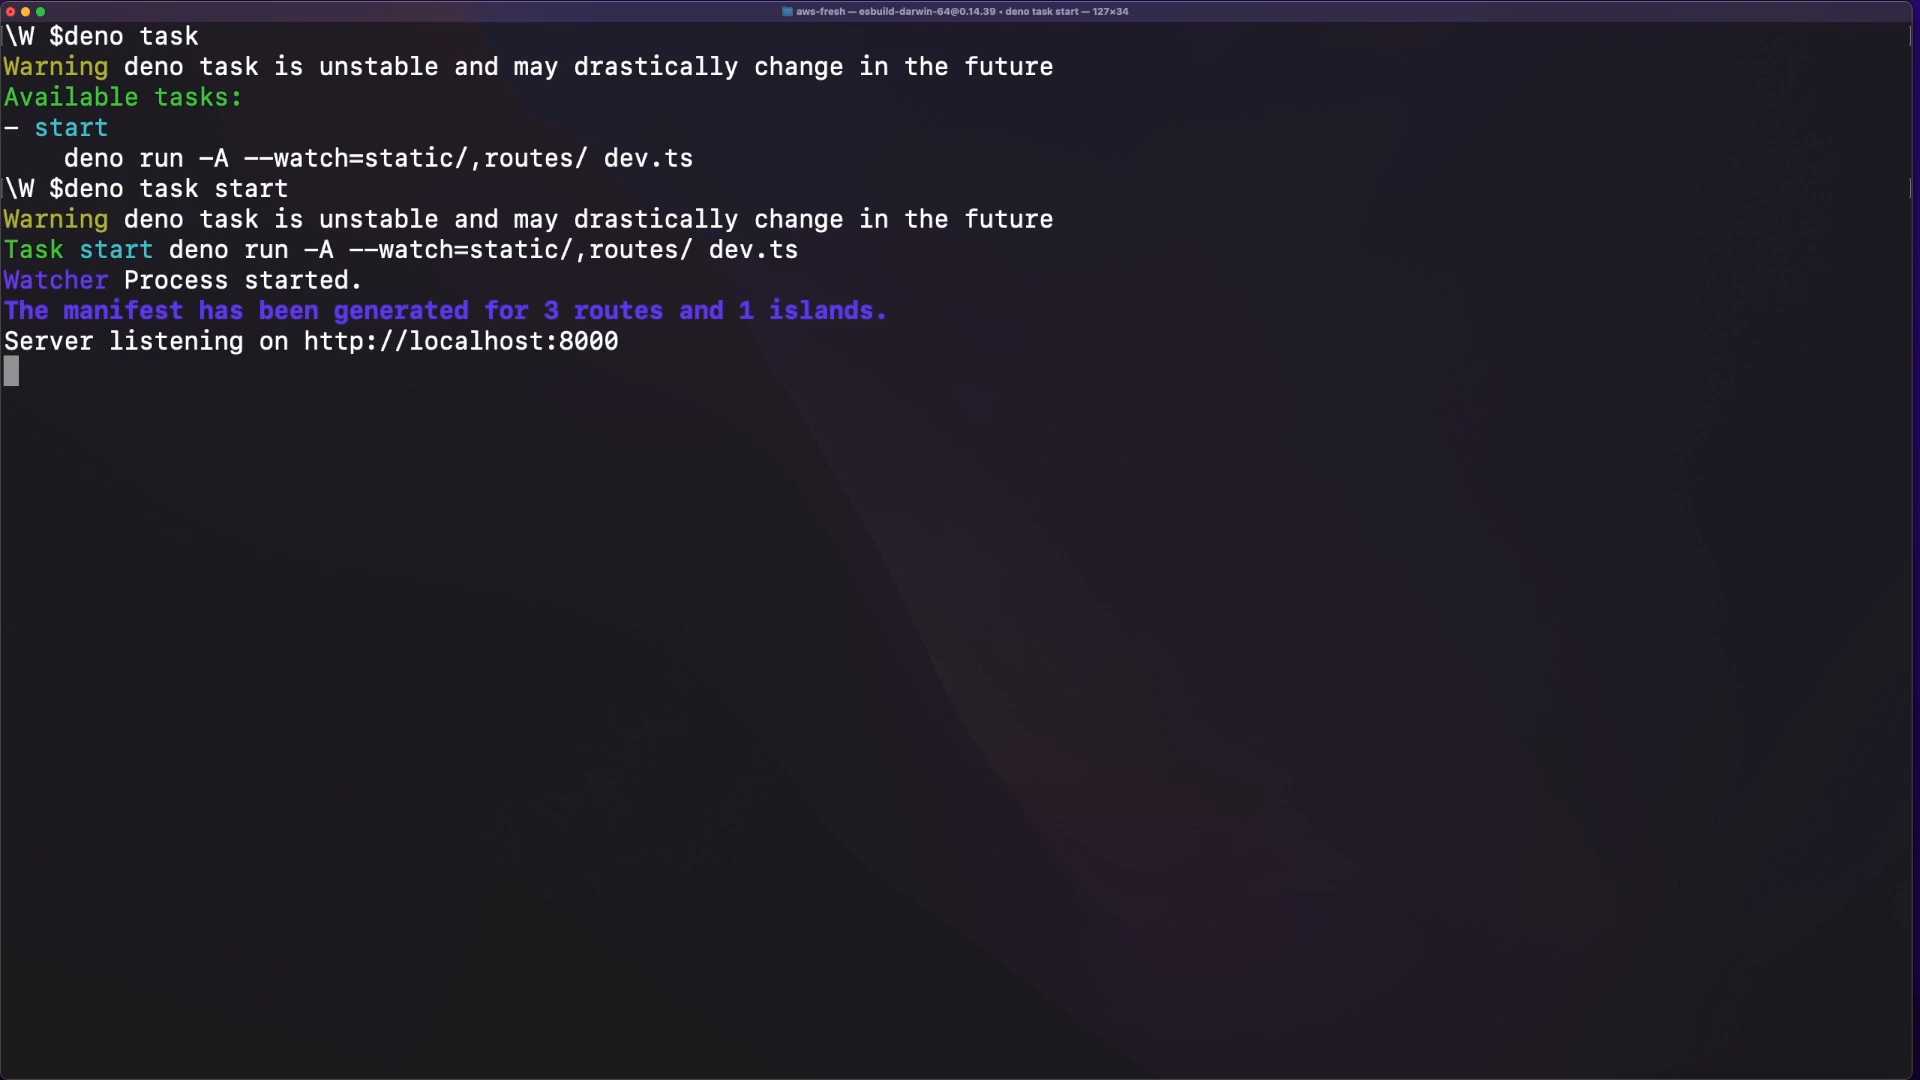 aws-fresh — esbuild-darwin-64@0.14.39 • deno task start — 127×34
\W $deno task
Warning deno task is unstable and may drastically change in the future
Available tasks:
- start
    deno run -A --watch=static/,routes/ dev.ts
\W $deno task start
Warning deno task is unstable and may drastically change in the future
Task start deno run -A --watch=static/,routes/ dev.ts
Watcher Process started.
The manifest has been generated for 3 routes and 1 islands.
Server listening on http://localhost:8000